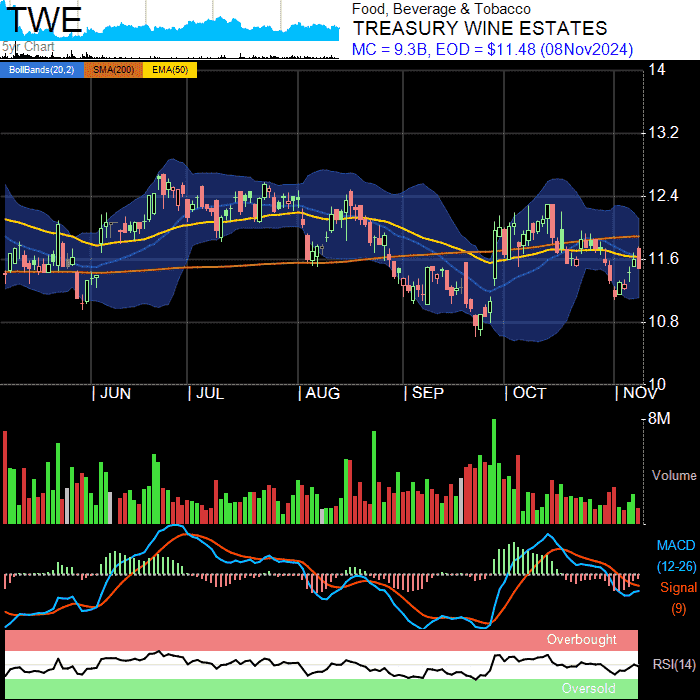 TWE
5yr Chart
Food, Beverage & Tobacco
TREASURY WINE ESTATES
MC = 9.3B, EOD = $11.48 (08Nov2024)
BollBands(20,2) SMA(200) EMA(50)
14
13.2
12.4
11.6
10.8
10
| JUN | JUL | AUG | SEP | OCT | NOV
8M
Volume
MACD
(12-26)
Signal
(9)
Overbought
RSI(14)
Oversold